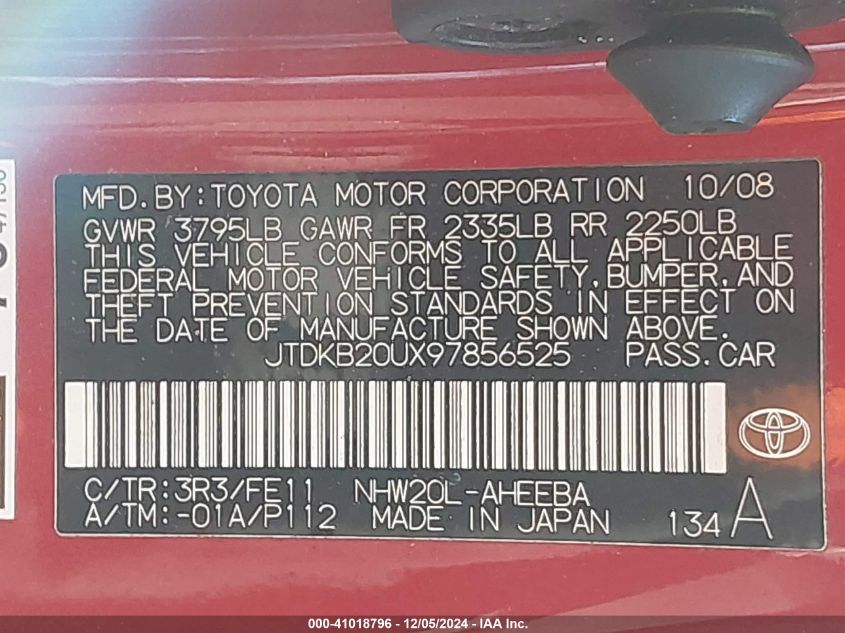 MFD.BY:TOYOTA MOTOR CORPORATION 10/08
GVWR 3795LB GAWR FR 2335LB RR 2250LB
THIS VEHICLE CONFORMS TO ALL APPLICABLE
FEDERAL MOTOR VEHICLE SAFETY,BUMPER,AND
THEFT PREVENTION STANDARDS IN EFFECT ON
THE DATE OF MANUFACTURE SHOWN ABOVE.
JTDKB20UX97856525 PASS.CAR
C/TR:3R3/FE11 NHW20L-AHEEBA
A/TM:-01A/P112 MADE IN JAPAN 134 A
000-41018796 - 12/05/2024 - IAA Inc.